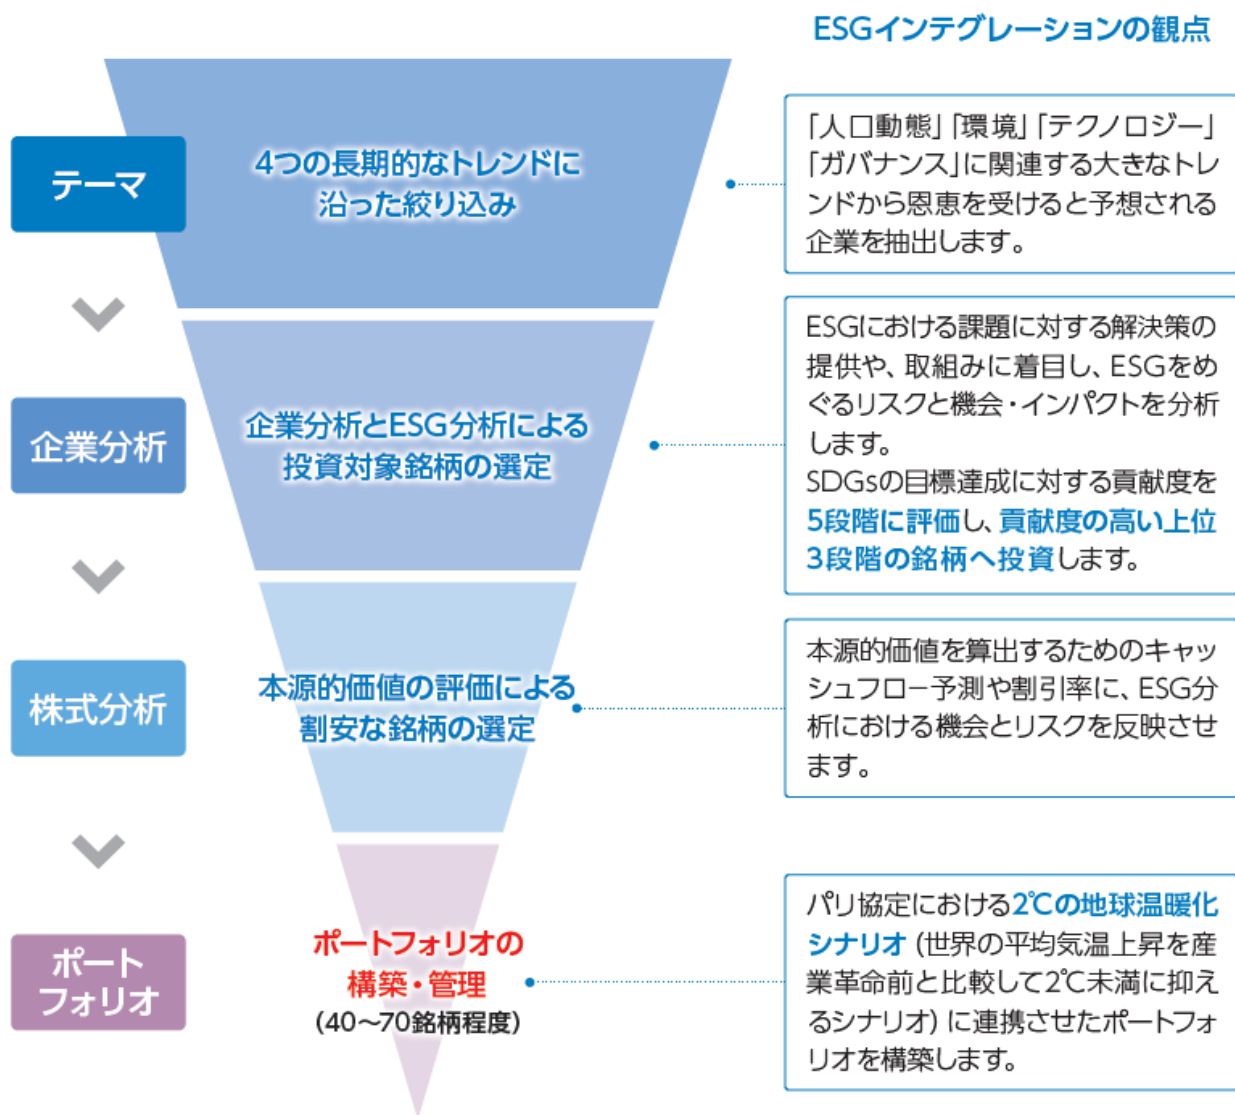 ESGインテグレーションの観点
テーマ
4つの長期的なトレンドに
沿った絞り込み
「人口動態」「環境」「テクノロジー」
「ガバナンス」に関連する大きなトレ
ンドから恩恵を受けると予想される
企業を抽出します。
企業分析
企業分析とESG分析による
投資対象銘柄の選定
ESGにおける課題に対する解決策の
提供や、取組みに着目し、ESGをめ
ぐるリスクと機会・インパクトを分析
します。
SDGsの目標達成に対する貢献度を
5段階に評価し、貢献度の高い上位
3段階の銘柄へ投資します。
株式分析
本源的価値の評価による
割安な銘柄の選定
本源的価値を算出するためのキャッ
シュフロー予測や割引率に、ESG分
析における機会とリスクを反映させ
ます。
ポート
フォリオ
ポートフォリオの
構築・管理
(40～70銘柄程度)
パリ協定における2℃の地球温暖化
シナリオ (世界の平均気温上昇を産
業革命前と比較して2℃未満に抑え
るシナリオ) に連携させたポートフォ
リオを構築します。